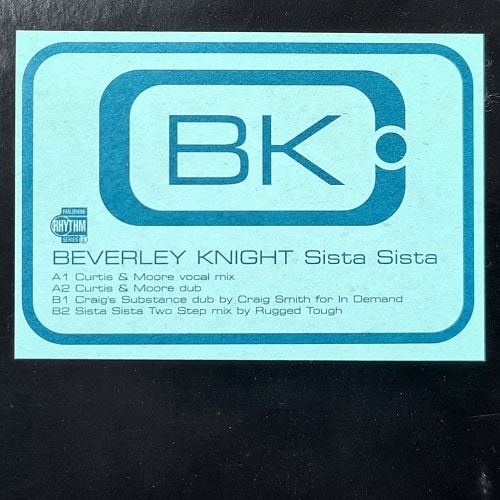 BK
PARLOPHONE
RHYTHM
SERIES
BEVERLEY KNIGHT Sista Sista
A1 Curtis & Moore vocal mix
A2 Curtis & Moore dub
B1 Craig's Substance dub by Craig Smith for In Demand
B2 Sista Sista Two Step mix by Rugged Tough